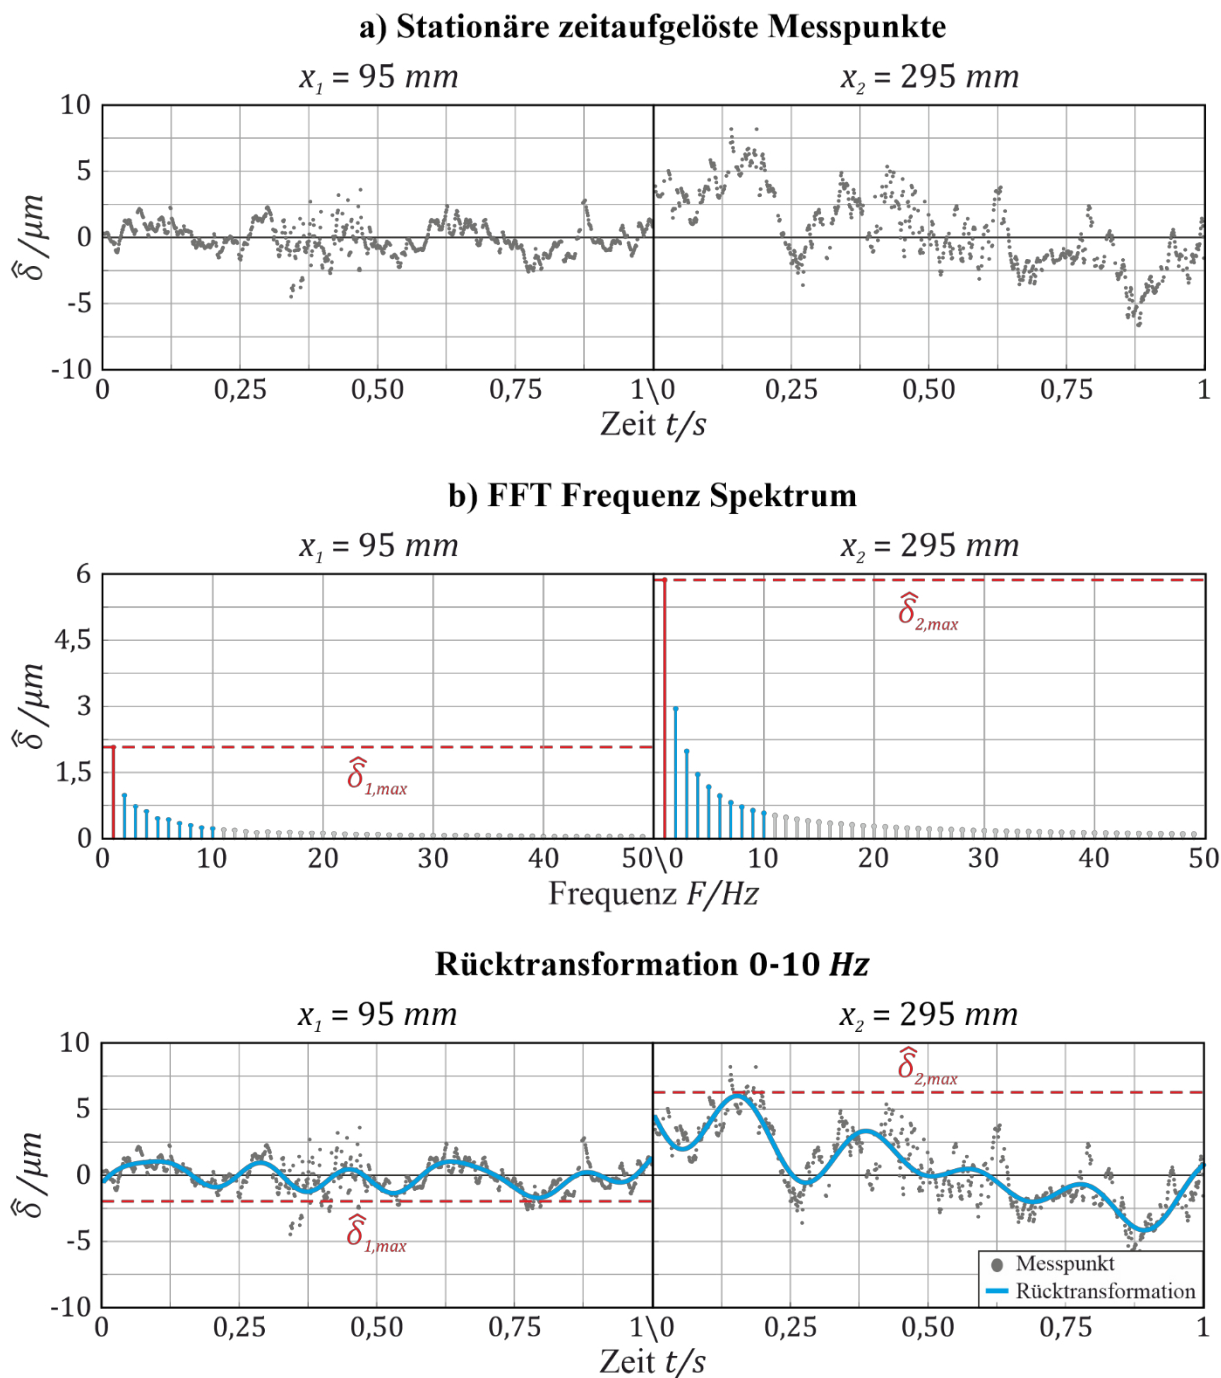 a) Stationäre zeitaufgelöste Messpunkte
x₁ = 95 mm
x₂ = 295 mm
10
5
0
-5
-10
δ̂ /μm
0 0,25 0,50 0,75 1\0 0,25 0,50 0,75 1
Zeit t/s
b) FFT Frequenz Spektrum
x₁ = 95 mm
x₂ = 295 mm
6
4,5
3
1,5
0
δ̂ /μm
δ̂₁,max
δ̂₂,max
0 10 20 30 40 50\0 10 20 30 40 50
Frequenz F/Hz
Rücktransformation 0-10 Hz
x₁ = 95 mm
x₂ = 295 mm
10
5
0
-5
-10
δ̂ /μm
δ̂₁,max
δ̂₂,max
Messpunkt
Rücktransformation
0 0,25 0,50 0,75 1\0 0,25 0,50 0,75 1
Zeit t/s